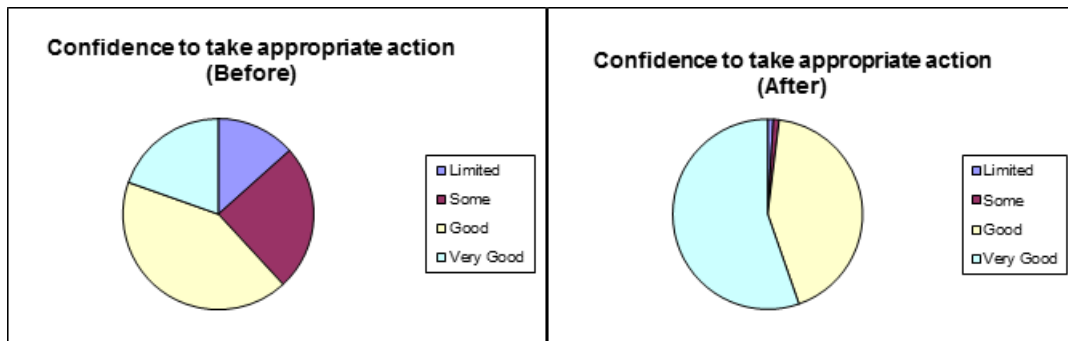 Confidence to take appropriate action
(Before)
Limited
Some
Good
Very Good
Confidence to take appropriate action
(After)
Limited
Some
Good
Very Good